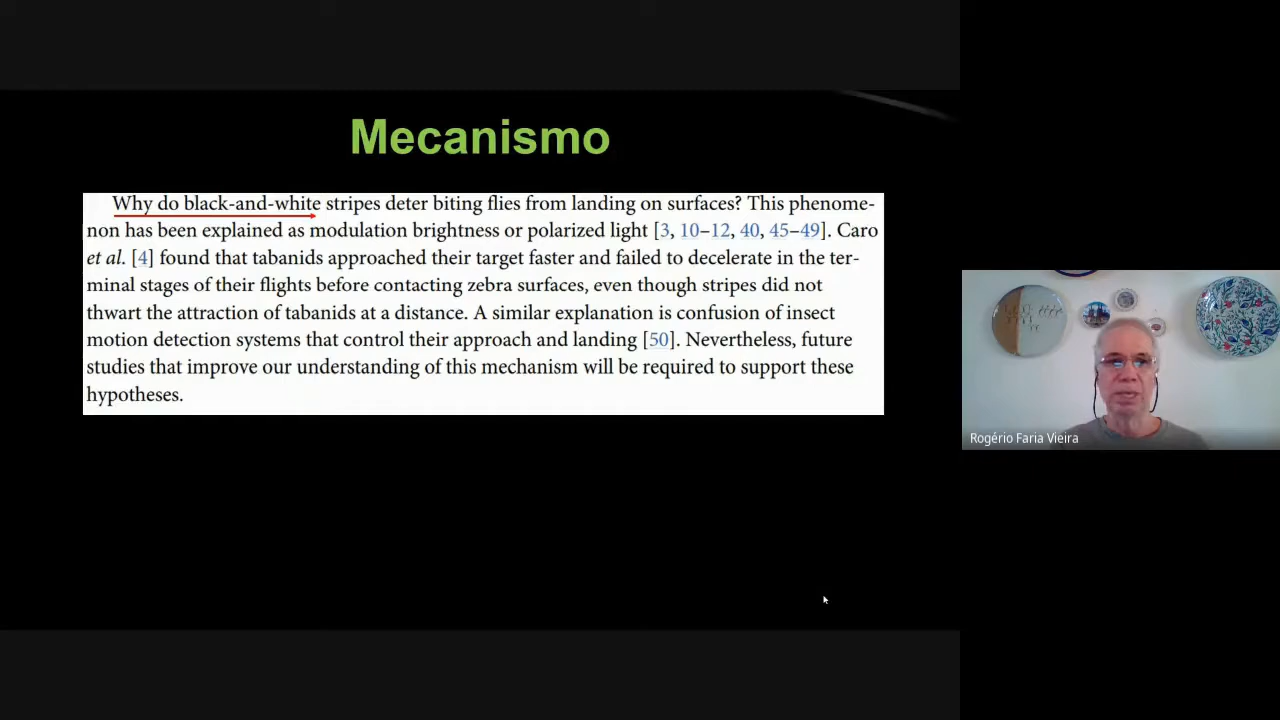 Mecanismo
Why do black-and-white stripes deter biting flies from landing on surfaces? This phenome-
non has been explained as modulation brightness or polarized light [3, 10–12, 40, 45–49]. Caro
et al. [4] found that tabanids approached their target faster and failed to decelerate in the ter-
minal stages of their flights before contacting zebra surfaces, even though stripes did not
thwart the attraction of tabanids at a distance. A similar explanation is confusion of insect
motion detection systems that control their approach and landing [50]. Nevertheless, future
studies that improve our understanding of this mechanism will be required to support these
hypotheses.
Rogério Faria Vieira